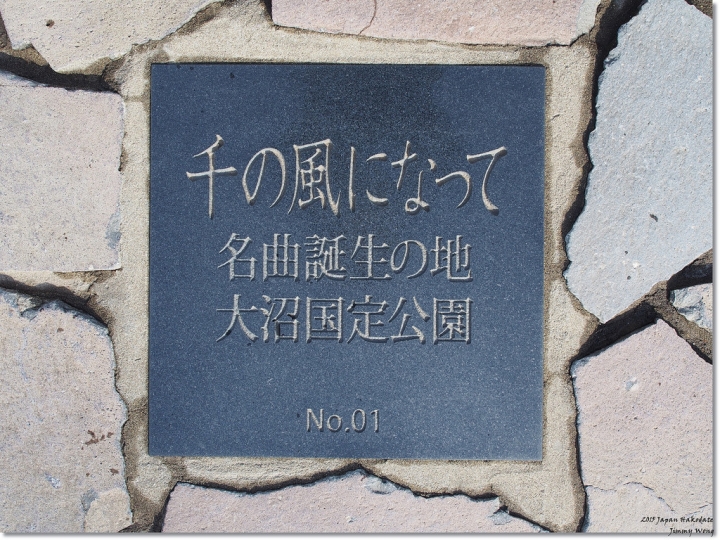 千の風になって
名曲誕生の地
大沼国定公園
No.01
2015 Japan Hakodate
Jimmy Wong